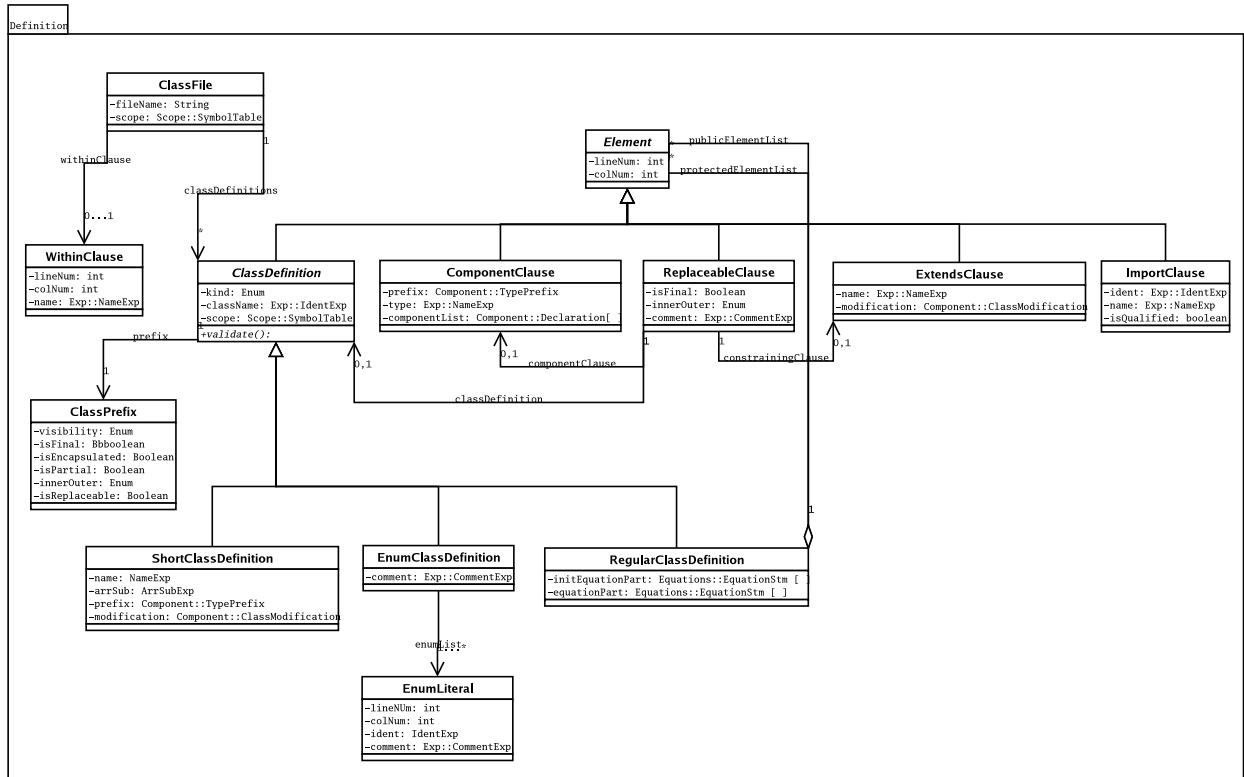 Definition
ClassFile
-fileName: String
-scope: Scope::SymbolTable
1
withinClause
classDefinitions
0...1
*
Element
-lineNum: int
-colNum: int
*
publicElementList
*
protectedElementList
WithinClause
-lineNum: int
-colNum: int
-name: Exp::NameExp
ClassDefinition
-kind: Enum
-className: Exp::IdentExp
-scope: Scope::SymbolTable
+validate():
ComponentClause
-prefix: Component::TypePrefix
-type: Exp::NameExp
-componentList: Component::Declaration[ ]
ReplaceableClause
-isFinal: Boolean
-innerOuter: Enum
-comment: Exp::CommentExp
ExtendsClause
-name: Exp::NameExp
-modification: Component::ClassModification
ImportClause
-ident: Exp::IdentExp
-name: Exp::NameExp
-isQualified: boolean
1
prefix
1
0,1
0,1
componentClause
1
1
constrainingClause
0,1
classDefinition
ClassPrefix
-visibility: Enum
-isFinal: Bbboolean
-isEncapsulated: Boolean
-isPartial: Boolean
-innerOuter: Enum
-isReplaceable: Boolean
1
ShortClassDefinition
-name: NameExp
-arrSub: ArrSubExp
-prefix: Component::TypePrefix
-modification: Component::ClassModification
EnumClassDefinition
-comment: Exp::CommentExp
RegularClassDefinition
-initEquationPart: Equations::EquationStm [ ]
-equationPart: Equations::EquationStm [ ]
enumList
1...*
EnumLiteral
-lineNUm: int
-colNum: int
-ident: IdentExp
-comment: Exp::CommentExp